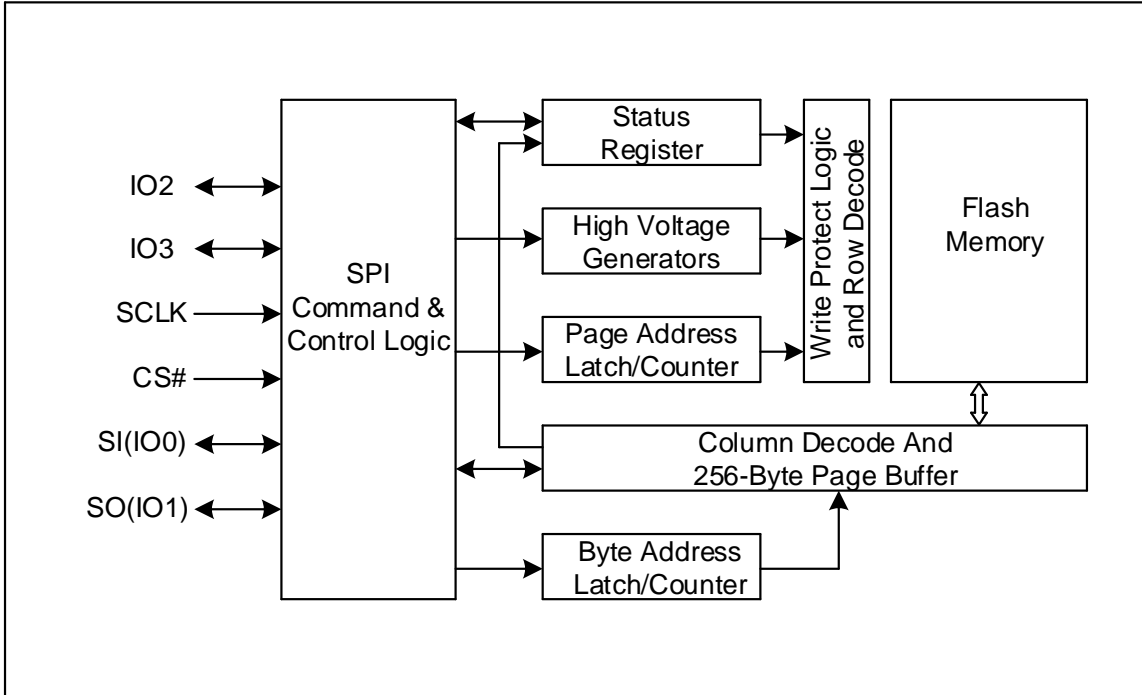 IO2
IO3
SCLK
CS#
SI(IO0)
SO(IO1)
SPI
Command &
Control Logic
Status
Register
High Voltage
Generators
Page Address
Latch/Counter
Write Protect Logic
and Row Decode
Flash
Memory
Column Decode And
256-Byte Page Buffer
Byte Address
Latch/Counter